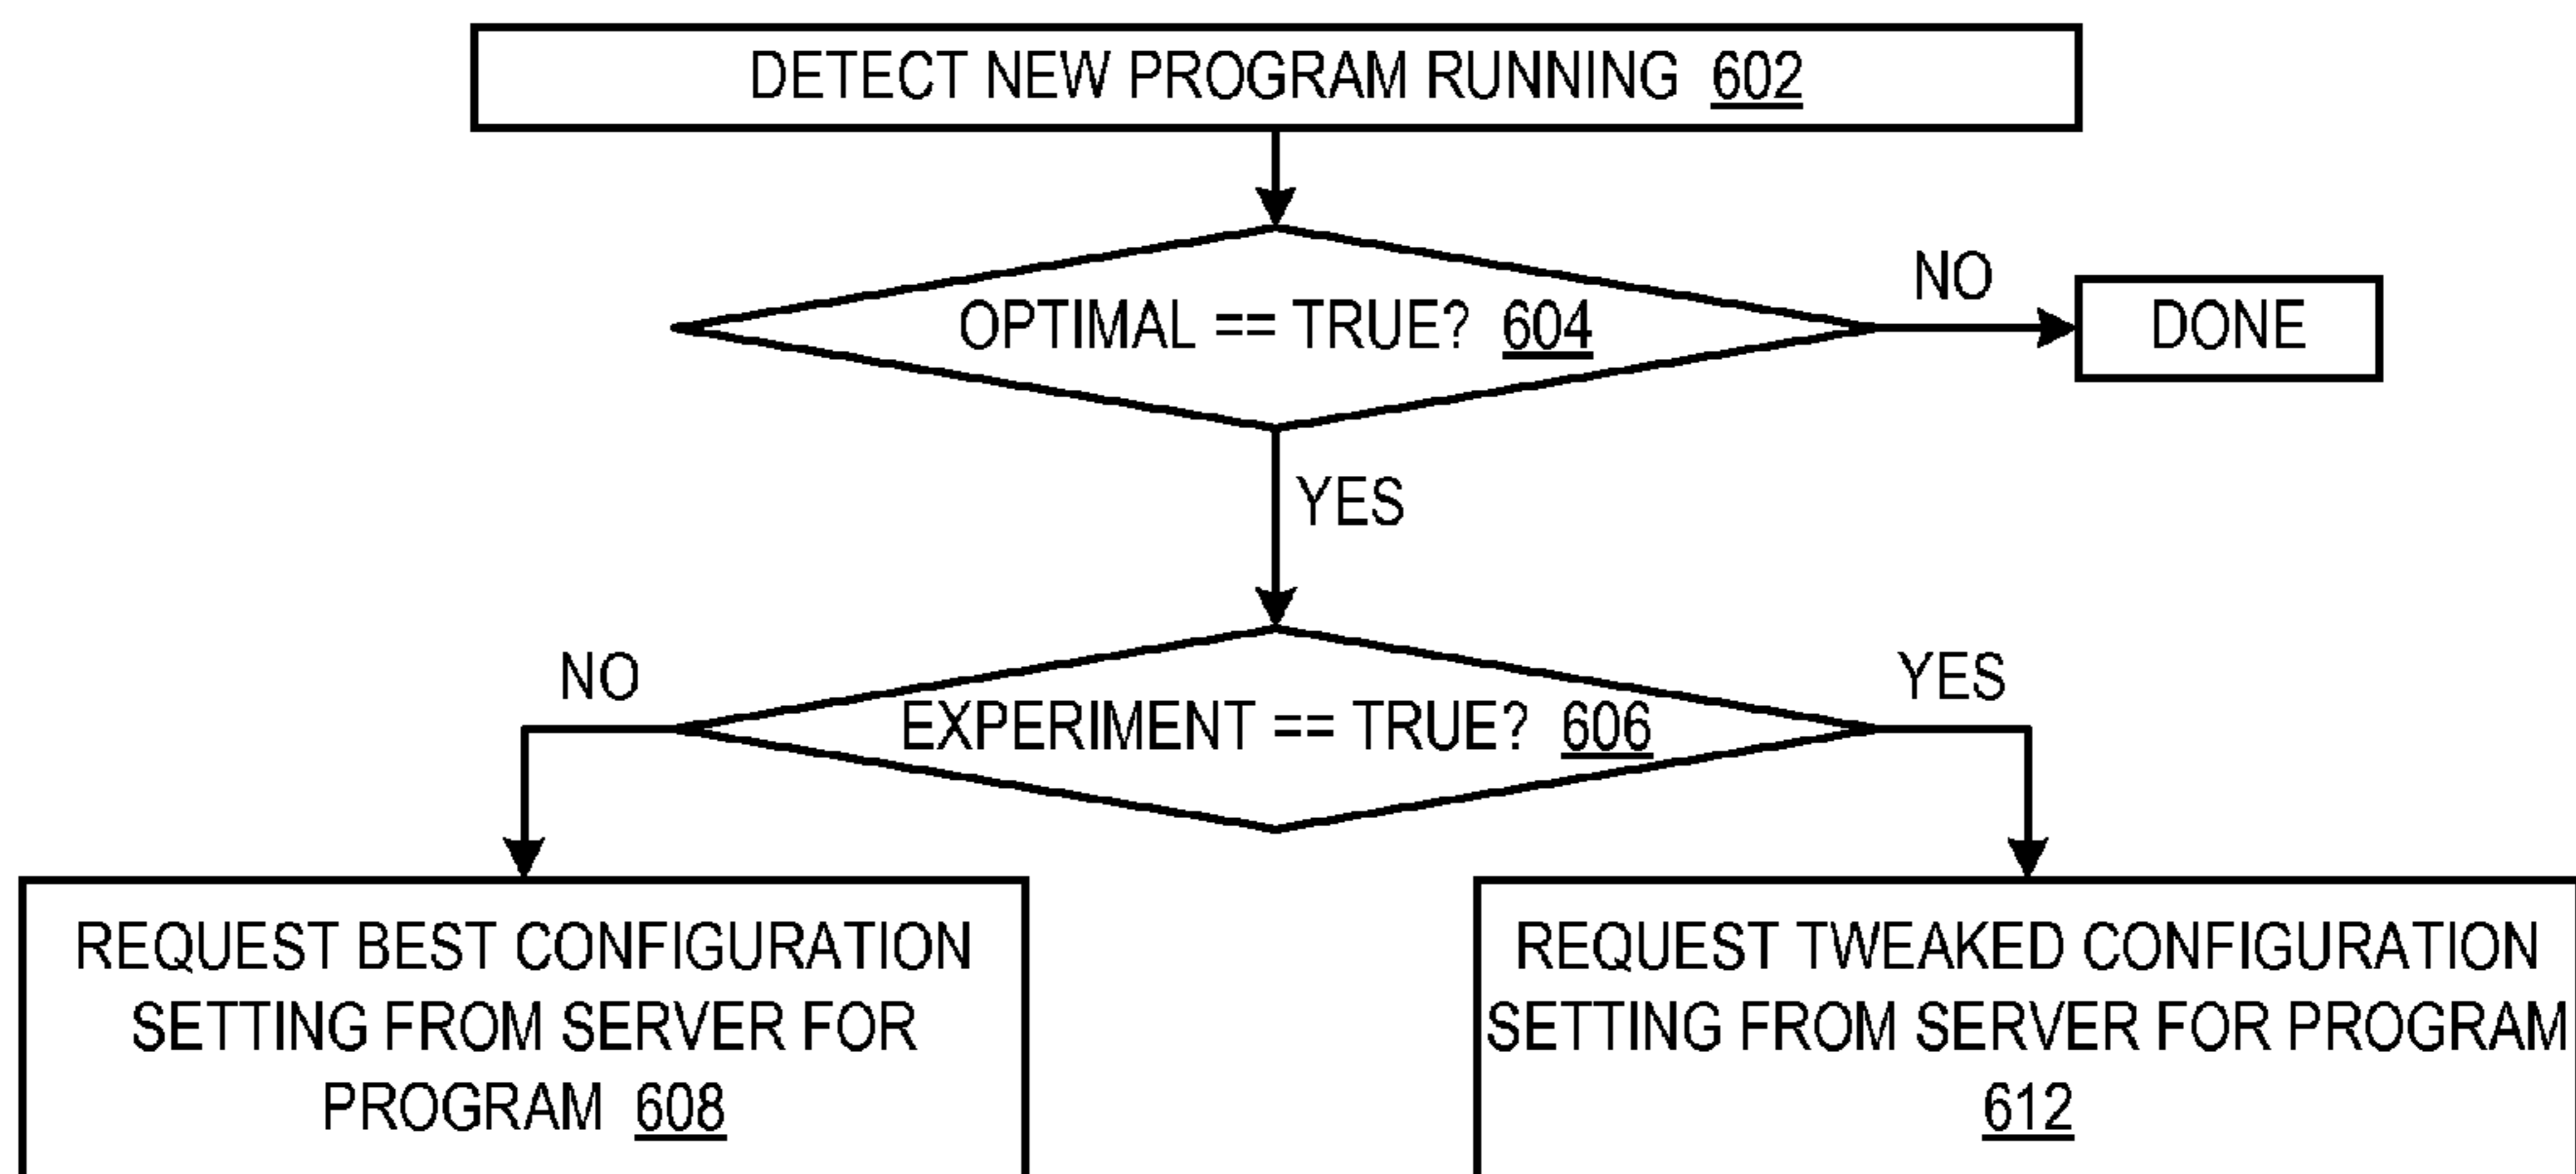 DETECT NEW PROGRAM RUNNING 602
OPTIMAL == TRUE? 604
NO
DONE
YES
EXPERIMENT == TRUE? 606
NO
YES
REQUEST BEST CONFIGURATION
SETTING FROM SERVER FOR
PROGRAM 608
REQUEST TWEAKED CONFIGURATION
SETTING FROM SERVER FOR PROGRAM
612